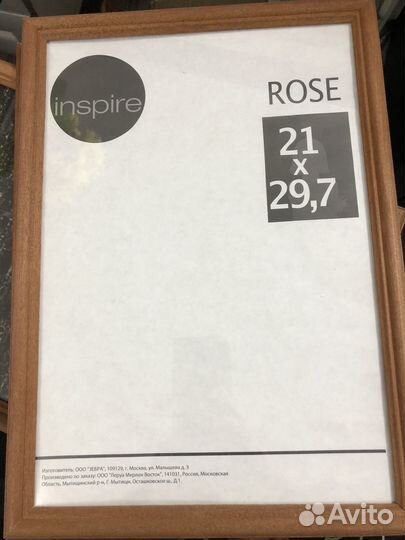 inspire
ROSE
21
x
29,7
Изготовитель: ООО "ЗЕБРА", 109129, г. Москва, ул. Малышева д. 3
Произведено по заказу: ООО "Леруа Мерлен Восток", 141031, Россия, Московская
Область, Мытищинский р-н, Г. Мытищи, Осташковское ш., Д.1
Avito